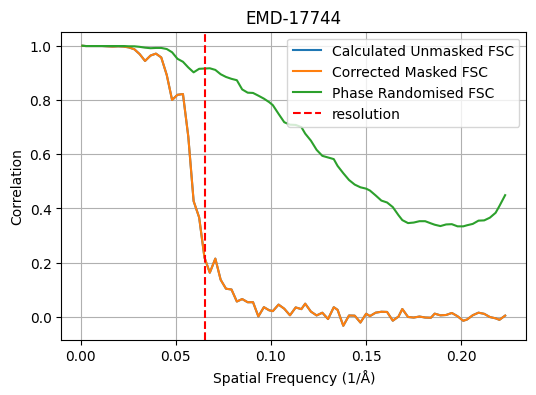 EMD-17744
Calculated Unmasked FSC
Corrected Masked FSC
Phase Randomised FSC
resolution
Correlation
1.0
0.8
0.6
0.4
0.2
0.0
0.00 0.05 0.10 0.15 0.20
Spatial Frequency (1/Å)